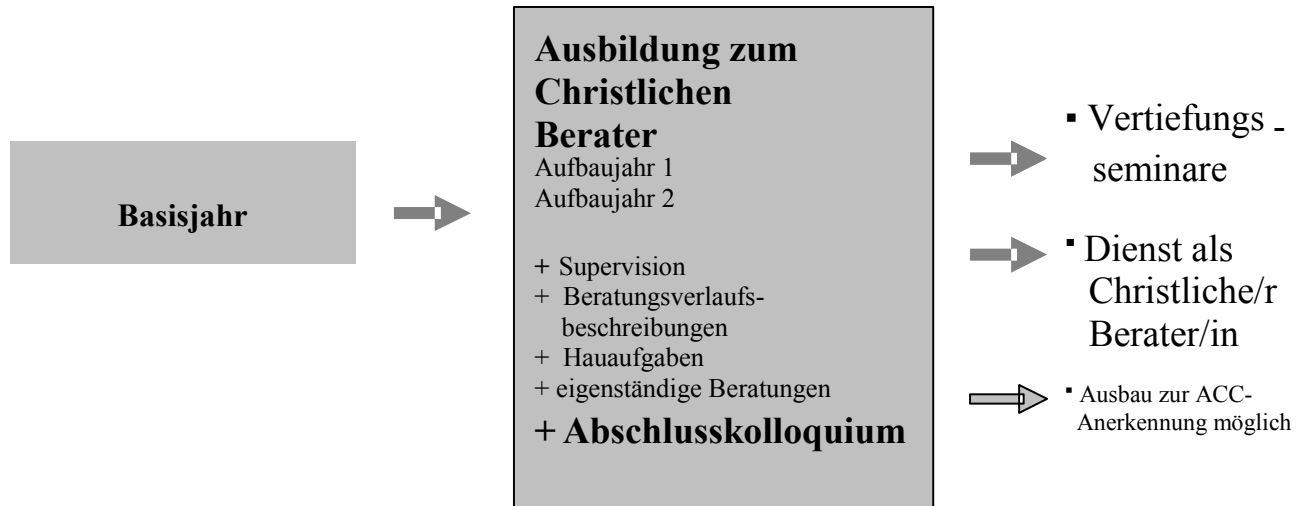 Basisjahr
Ausbildung zum
Christlichen
Berater
Aufbaujahr 1
Aufbaujahr 2
+ Supervision
+ Beratungsverlaufs-
beschreibungen
+ Hauaufgaben
+ eigenständige Beratungen
+ Abschlusskolloquium
▪ Vertiefungs -
seminare
▪ Dienst als
Christliche/r
Berater/in
▪ Ausbau zur ACC-
Anerkennung möglich